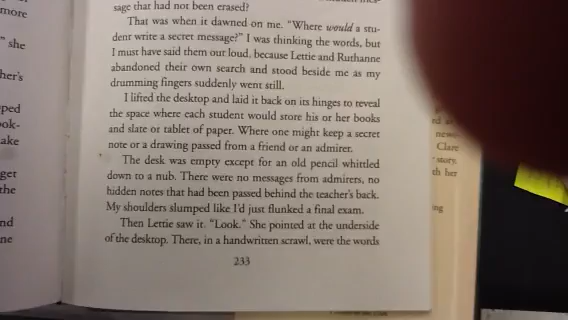 more
" she
her's
ped
ook-
ake
get
the
nd
ne
sage that had not been erased?
That was when it dawned on me. "Where would a stu-
dent write a secret message?" I was thinking the words, but
I must have said them our loud, because Lettie and Ruthanne
abandoned their own search and stood beside me as my
drumming fingers suddenly went still.
I lifted the desktop and laid it back on its hinges to reveal
the space where each student would store his or her books
and slate or tablet of paper. Where one might keep a secret
note or a drawing passed from a friend or an admirer.
The desk was empty except for an old pencil whittled
down to a nub. There were no messages from admirers, no
hidden notes that had been passed behind the teacher's back.
My shoulders slumped like I'd just flunked a final exam.
Then Lettie saw it. "Look." She pointed at the underside
of the desktop. There, in a handwritten scrawl, were the words
233
news-
Clare
story.
th her
ing